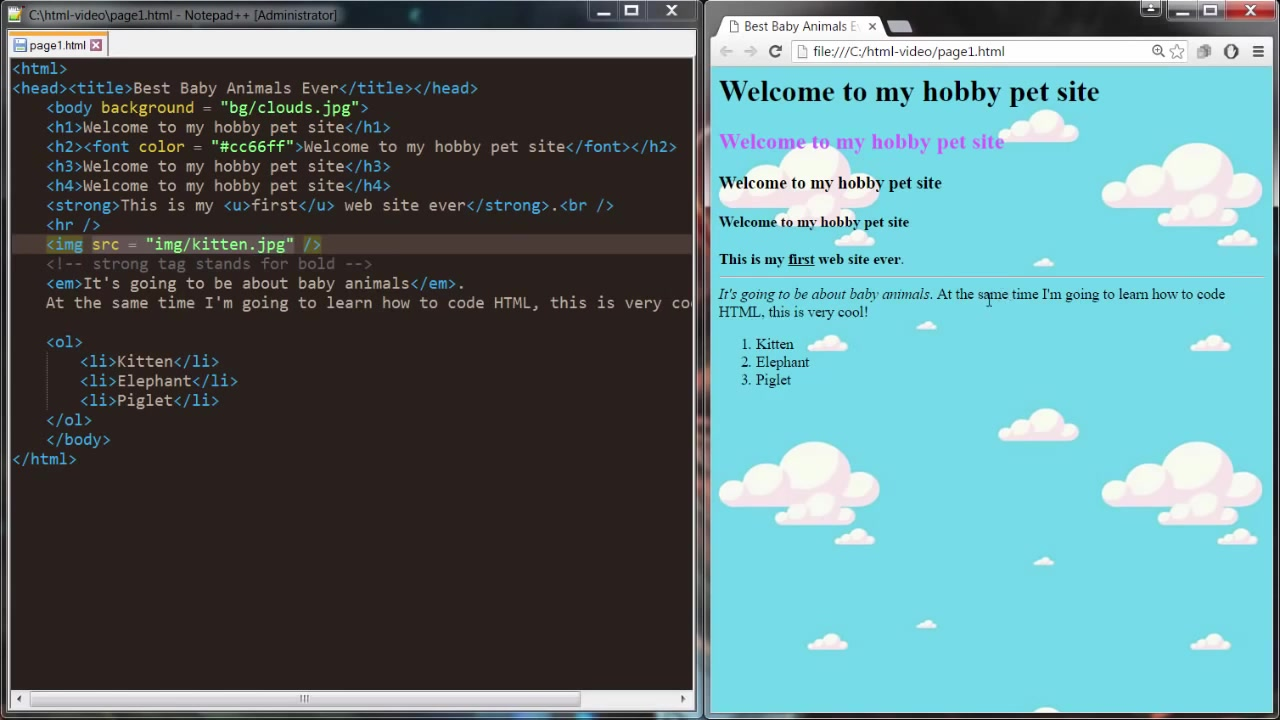 C:\html-video\page1.html - Notepad++ [Administrator]
page1.html
<html>
<head><title>Best Baby Animals Ever</title></head>
<body background = "bg/clouds.jpg">
<h1>Welcome to my hobby pet site</h1>
<h2><font color = "#cc66ff">Welcome to my hobby pet site</font></h2>
<h3>Welcome to my hobby pet site</h3>
<h4>Welcome to my hobby pet site</h4>
<strong>This is my <u>first</u> web site ever</strong>.<br />
<hr />
<img src = "img/kitten.jpg" />
<!-- strong tag stands for bold -->
<em>It's going to be about baby animals</em>.
At the same time I'm going to learn how to code HTML, this is very co
<ol>
<li>Kitten</li>
<li>Elephant</li>
<li>Piglet</li>
</ol>
</body>
</html>
Best Baby Animals E
file:///C:/html-video/page1.html
Welcome to my hobby pet site
Welcome to my hobby pet site
Welcome to my hobby pet site
Welcome to my hobby pet site
This is my first web site ever.
It's going to be about baby animals. At the same time I'm going to learn how to code
HTML, this is very cool!
1. Kitten
2. Elephant
3. Piglet